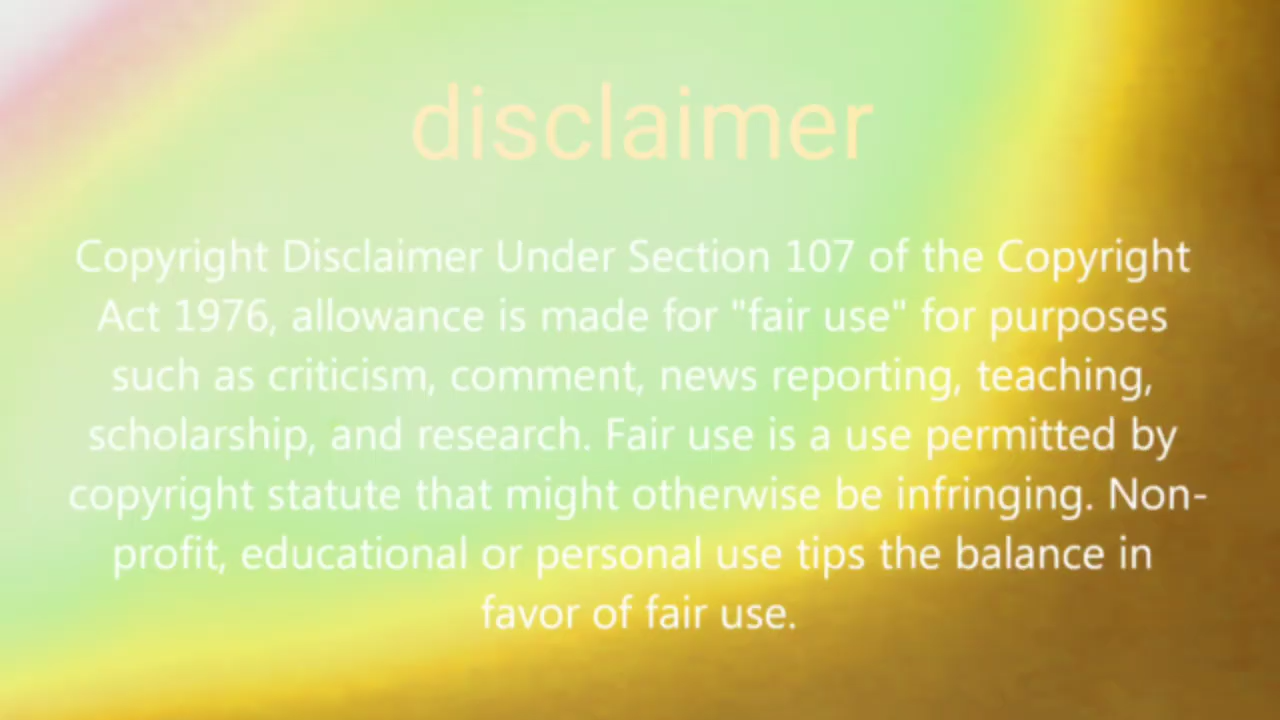 disclaimer
Copyright Disclaimer Under Section 107 of the Copyright
Act 1976, allowance is made for "fair use" for purposes
such as criticism, comment, news reporting, teaching,
scholarship, and research. Fair use is a use permitted by
copyright statute that might otherwise be infringing. Non-
profit, educational or personal use tips the balance in
favor of fair use.